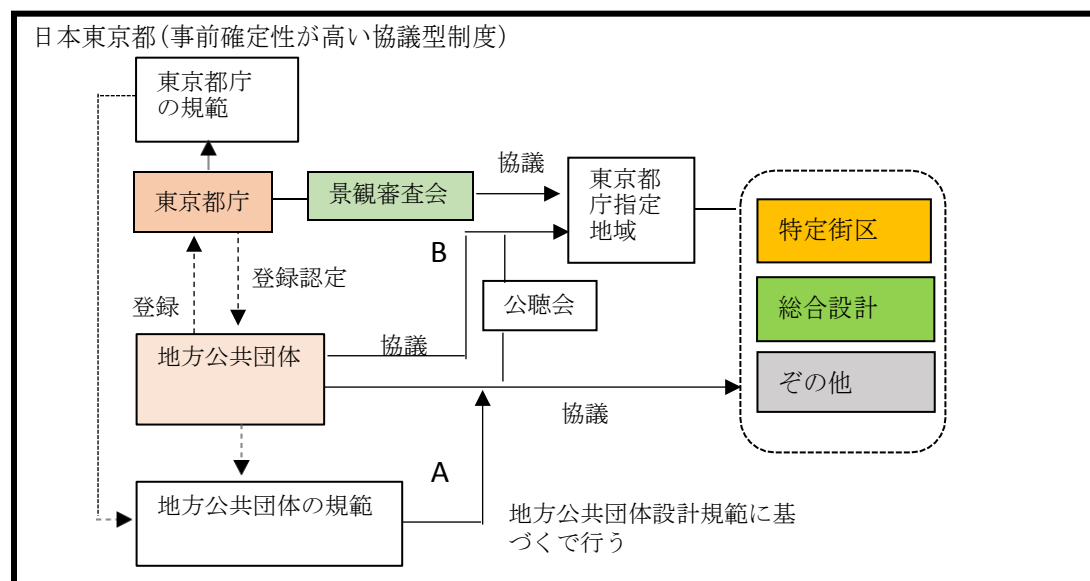 日本東京都(事前確定性が高い協議型制度)
東京都庁
の規範
協議
東京都庁
景観審査会
東京都
庁指定
地域
特定街区
B
登録認定
登録
公聴会
総合設計
地方公共団体
協議
ぞの他
協議
A
地方公共団体の規範
地方公共団体設計規範に基
づくで行う